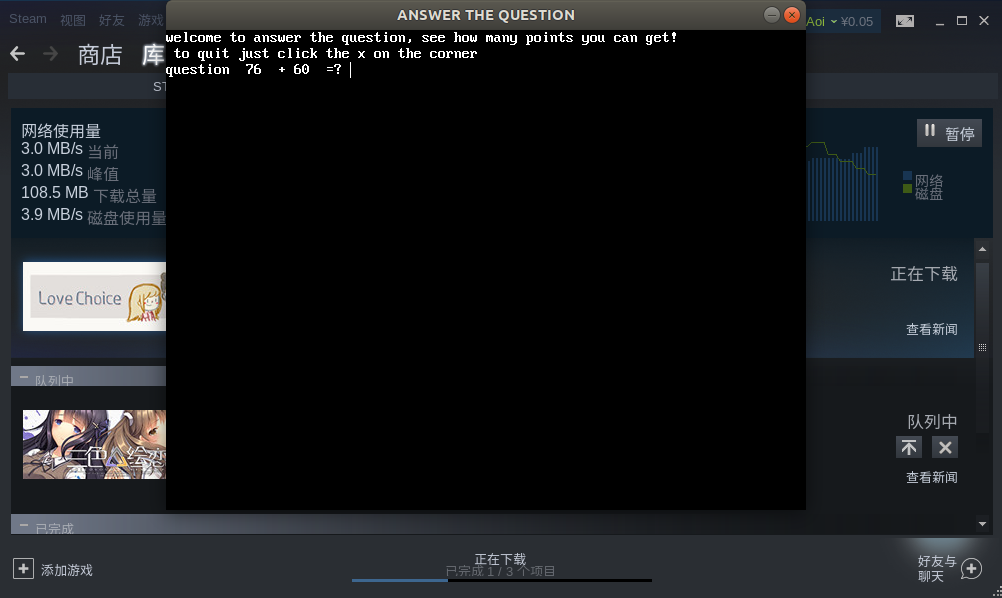 Steam 视图 好友 游戏
ANSWER THE QUESTION
Aoi ¥0.05
← → 商店 库
welcome to answer the question, see how many points you can get!
to quit just click the x on the corner
question 76 + 60 =?
ST
网络使用量
3.0 MB/s 当前
3.0 MB/s 峰值
108.5 MB 下载总量
3.9 MB/s 磁盘使用量
暂停
网络
磁盘
Love Choice
正在下载
查看新闻
队列中
三色绘恋
队列中
查看新闻
已完成
添加游戏
正在下载
已完成 1 / 3 个项目
好友与
聊天